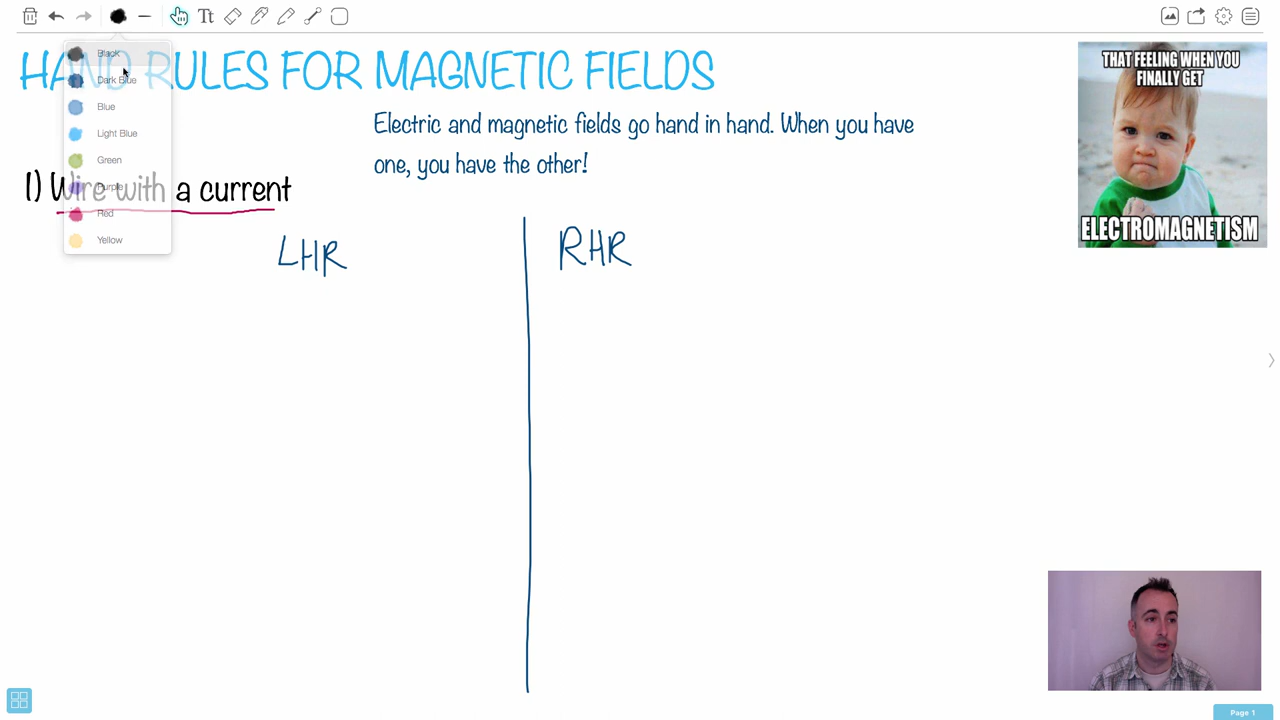 HAND RULES FOR MAGNETIC FIELDS
Tt
Black
Dark Blue
Blue
Light Blue
Green
Purple
Red
Yellow
Electric and magnetic fields go hand in hand. When you have
one, you have the other!
1) Wire with a current
LHR
RHR
THAT FEELING WHEN YOU
FINALLY GET
ELECTROMAGNETISM
Page 1